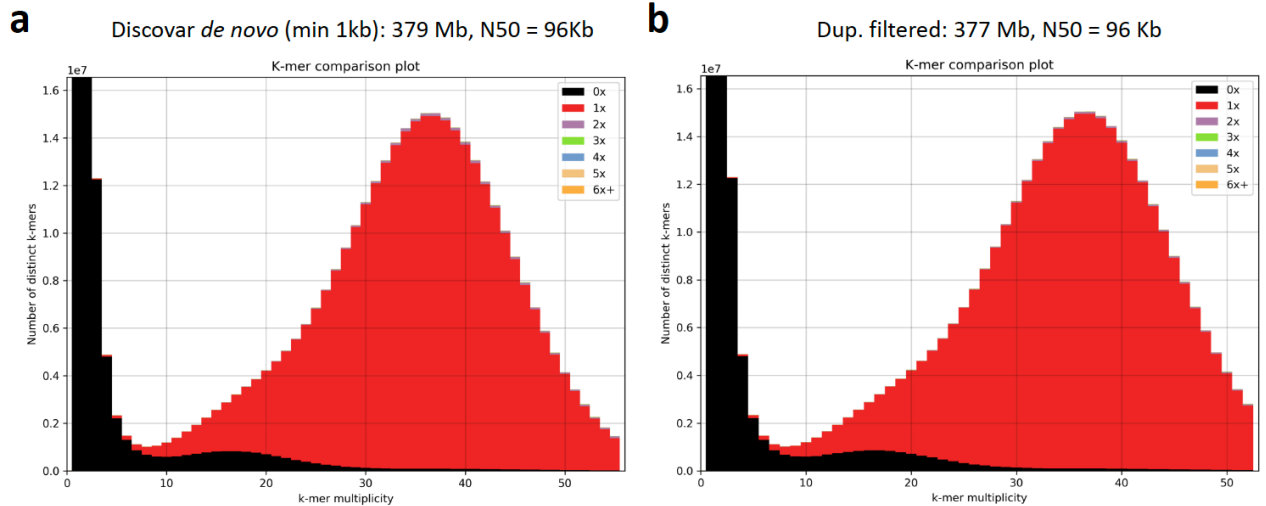 a
Discovar de novo (min 1kb): 379 Mb, N50 = 96Kb
K-mer comparison plot
1e7
0x
1x
2x
3x
4x
5x
6x+
1.6
1.4
1.2
1.0
0.8
0.6
0.4
0.2
0.0
Number of distinct k-mers
0
10
20
30
40
50
k-mer multiplicity
b
Dup. filtered: 377 Mb, N50 = 96 Kb
K-mer comparison plot
1e7
0x
1x
2x
3x
4x
5x
6x+
1.6
1.4
1.2
1.0
0.8
0.6
0.4
0.2
0.0
Number of distinct k-mers
0
10
20
30
40
50
k-mer multiplicity